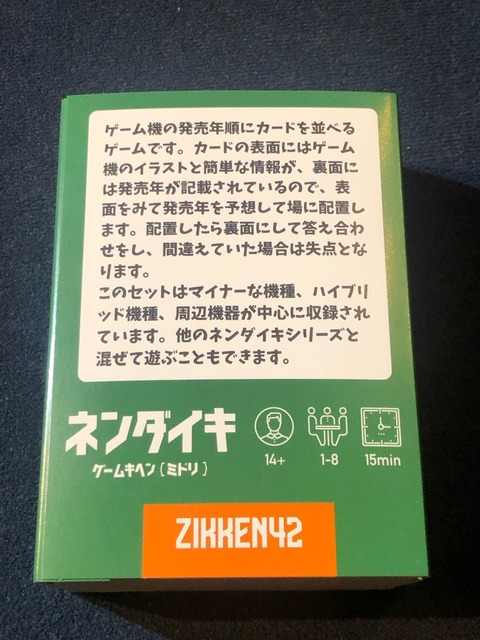 ゲーム機の発売年順にカードを並べる
ゲームです。カードの表面にはゲーム
機のイラストと簡単な情報が、裏面に
は発売年が記載されているので、表
面をみて発売年を予想して場に配置し
ます。配置したら裏面にして答え合わ
せをし、間違えていた場合は失点とな
ります。
このセットはマイナーな機種、ハイブリ
ッド機種、周辺機器が中心に収録され
ています。他のネンダイキシリーズと
混ぜて遊ぶこともできます。
ネンダイキ
ゲームキヘン(ミドリ)
14+
1-8
15min
ZIKKEN42